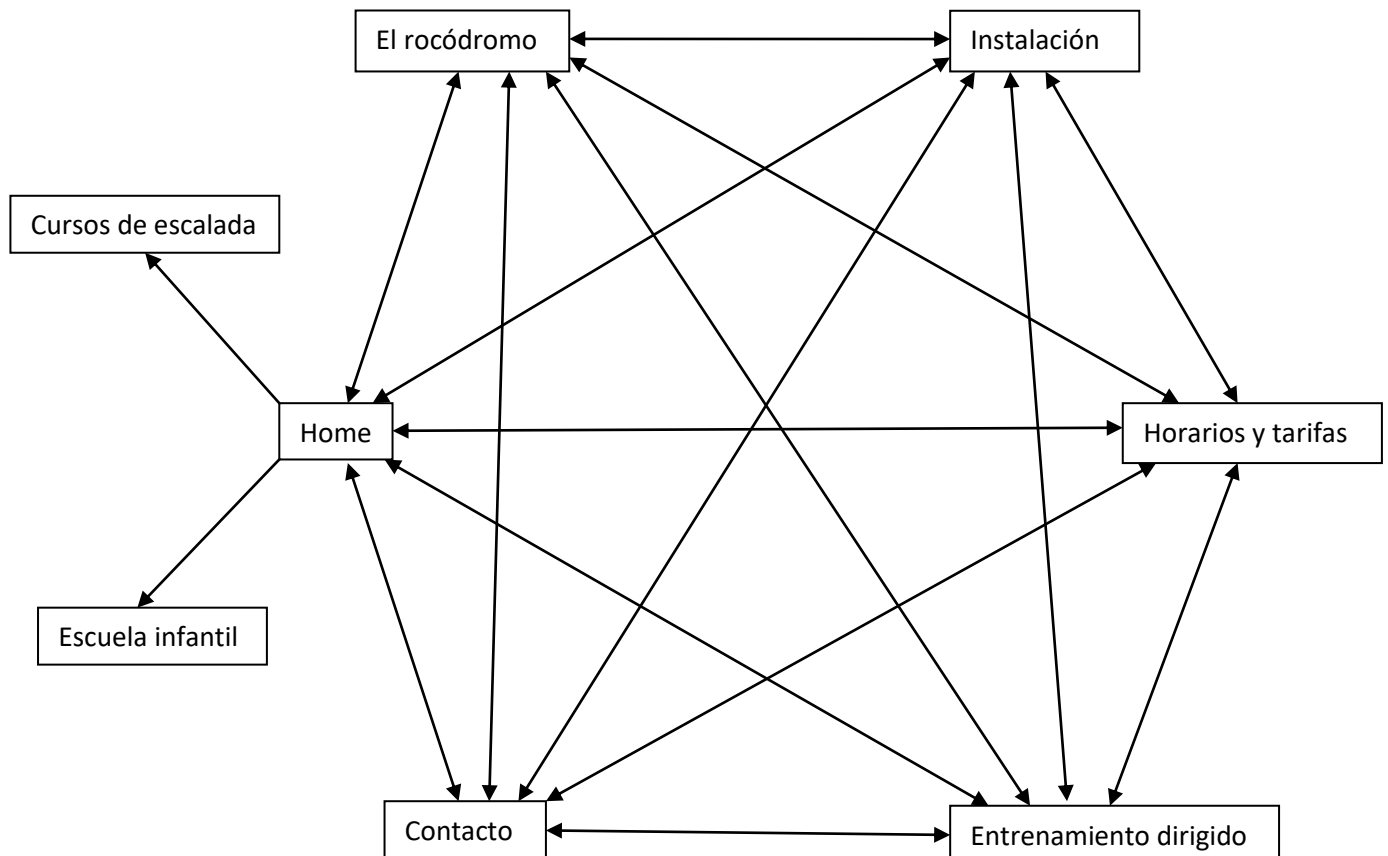 El rocódromo
Instalación
Cursos de escalada
Home
Horarios y tarifas
Escuela infantil
Contacto
Entrenamiento dirigido